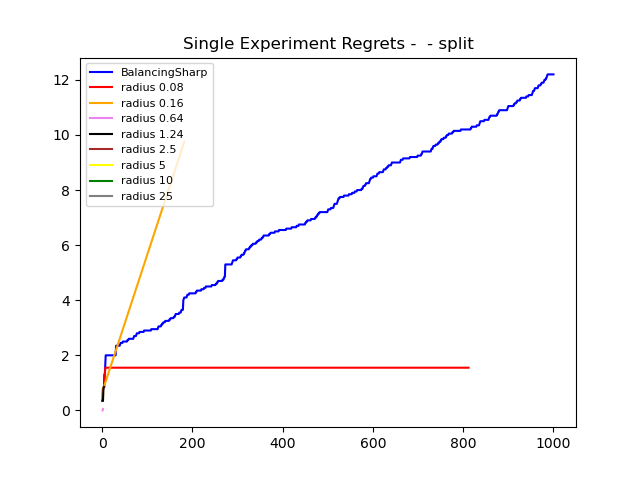 Single Experiment Regrets -  - split
BalancingSharp
radius 0.08
radius 0.16
radius 0.64
radius 1.24
radius 2.5
radius 5
radius 10
radius 25
12
10
8
6
4
2
0
0 200 400 600 800 1000